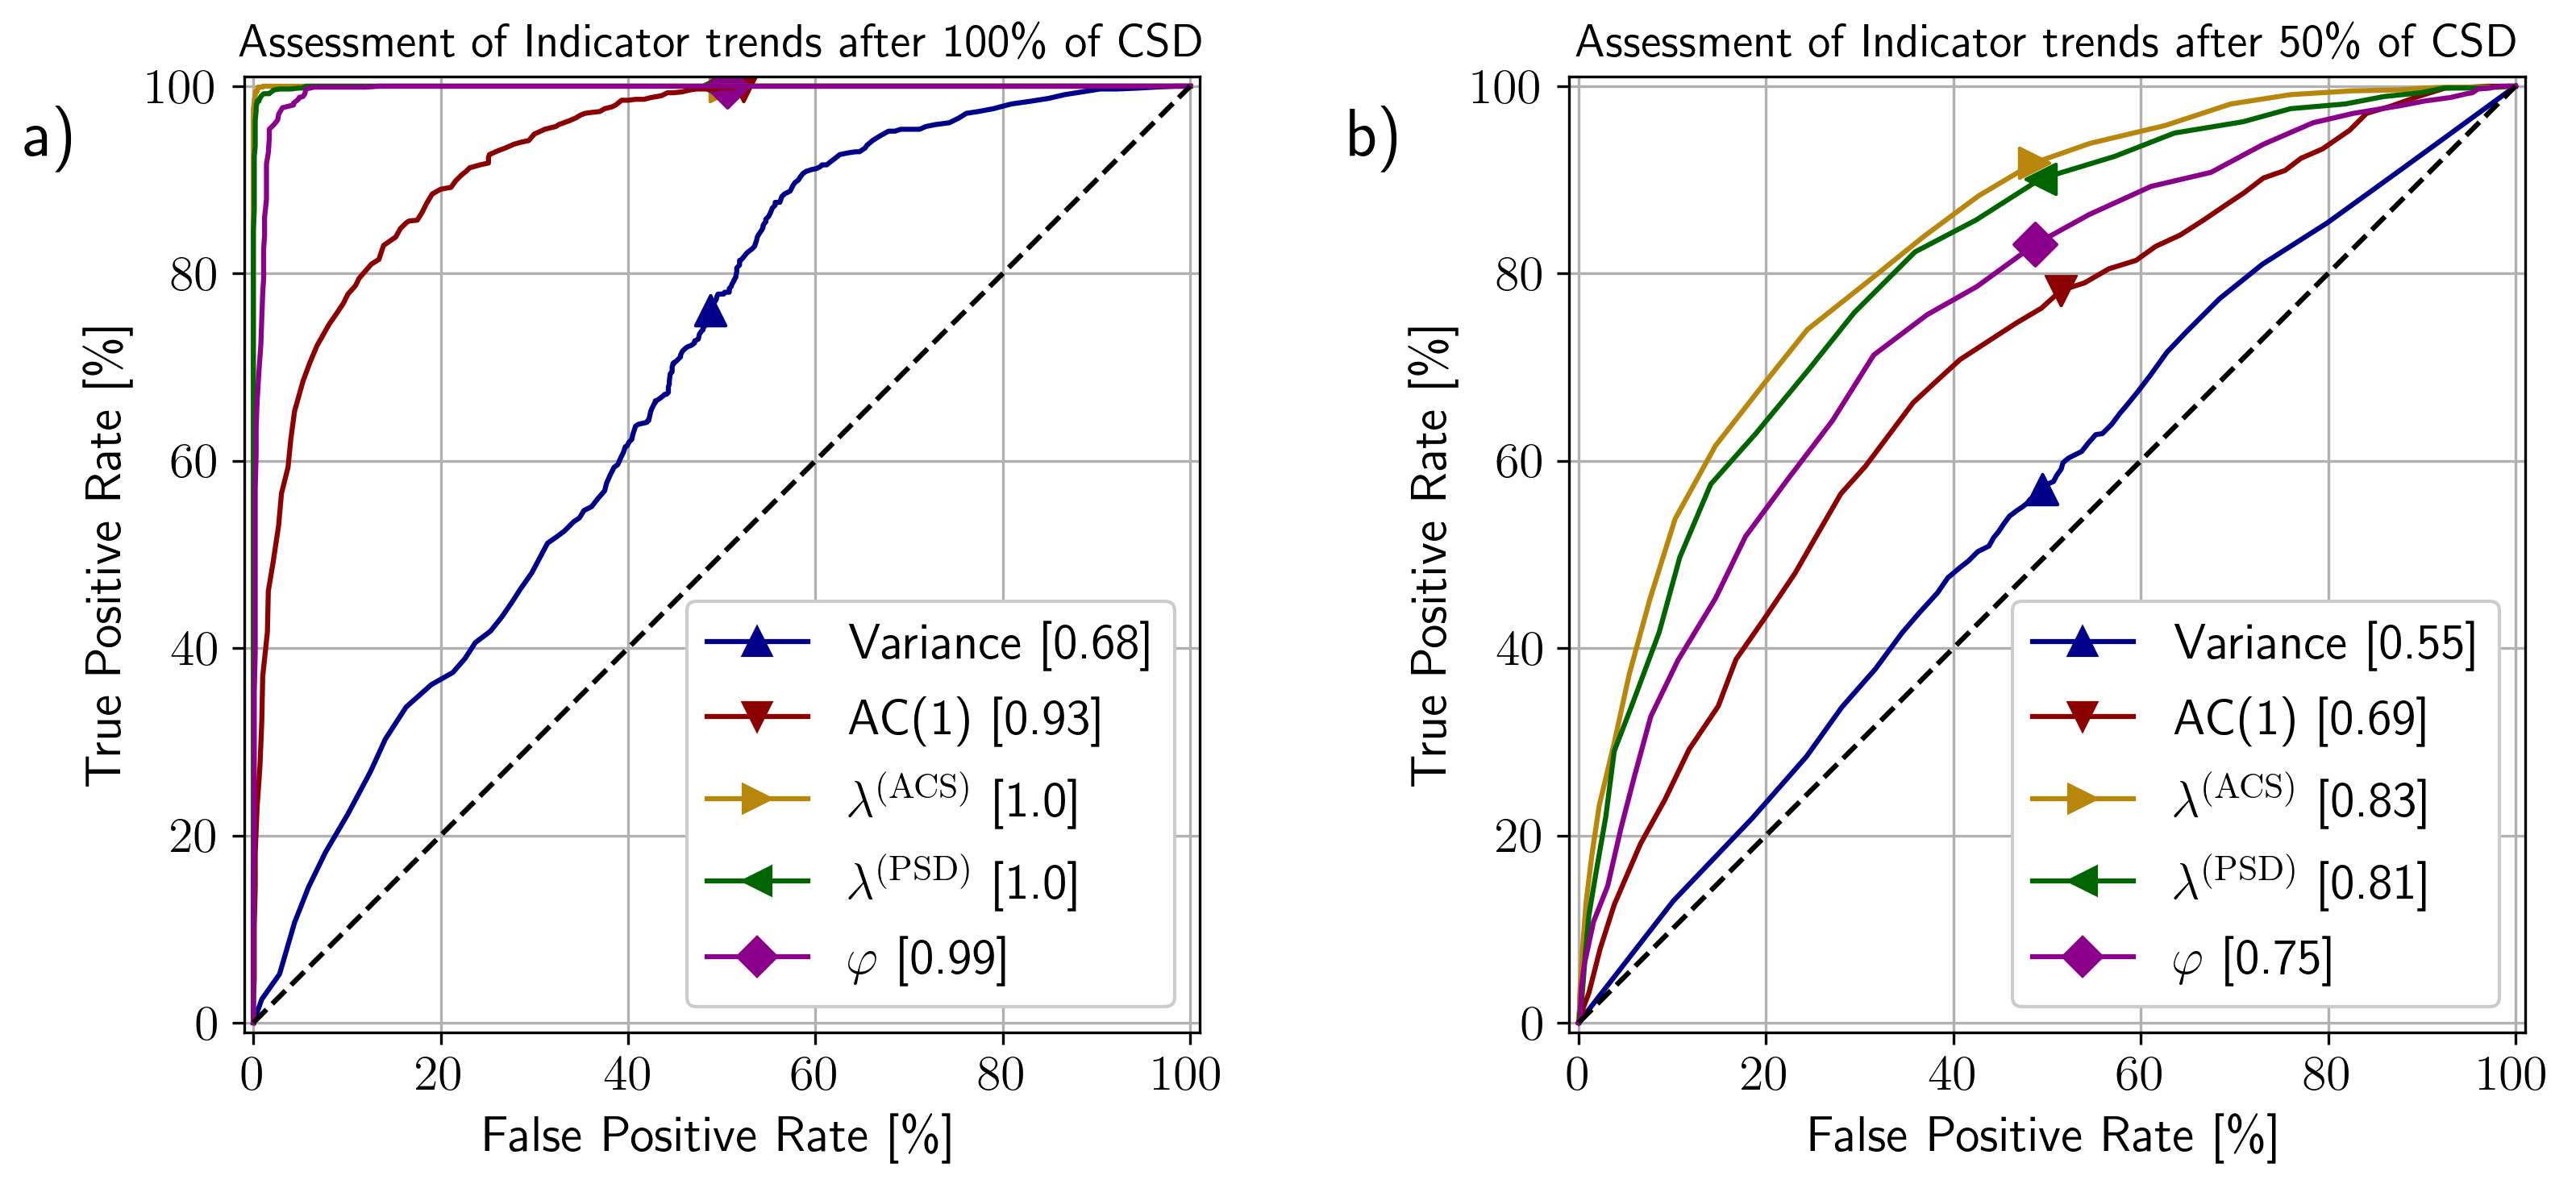 Assessment of Indicator trends after 100% of CSD
a)
True Positive Rate [%]
100
80
60
40
20
0
0 20 40 60 80 100
False Positive Rate [%]
Variance [0.68]
AC(1) [0.93]
λ^(ACS) [1.0]
λ^(PSD) [1.0]
φ [0.99]
Assessment of Indicator trends after 50% of CSD
b)
True Positive Rate [%]
100
80
60
40
20
0
0 20 40 60 80 100
False Positive Rate [%]
Variance [0.55]
AC(1) [0.69]
λ^(ACS) [0.83]
λ^(PSD) [0.81]
φ [0.75]